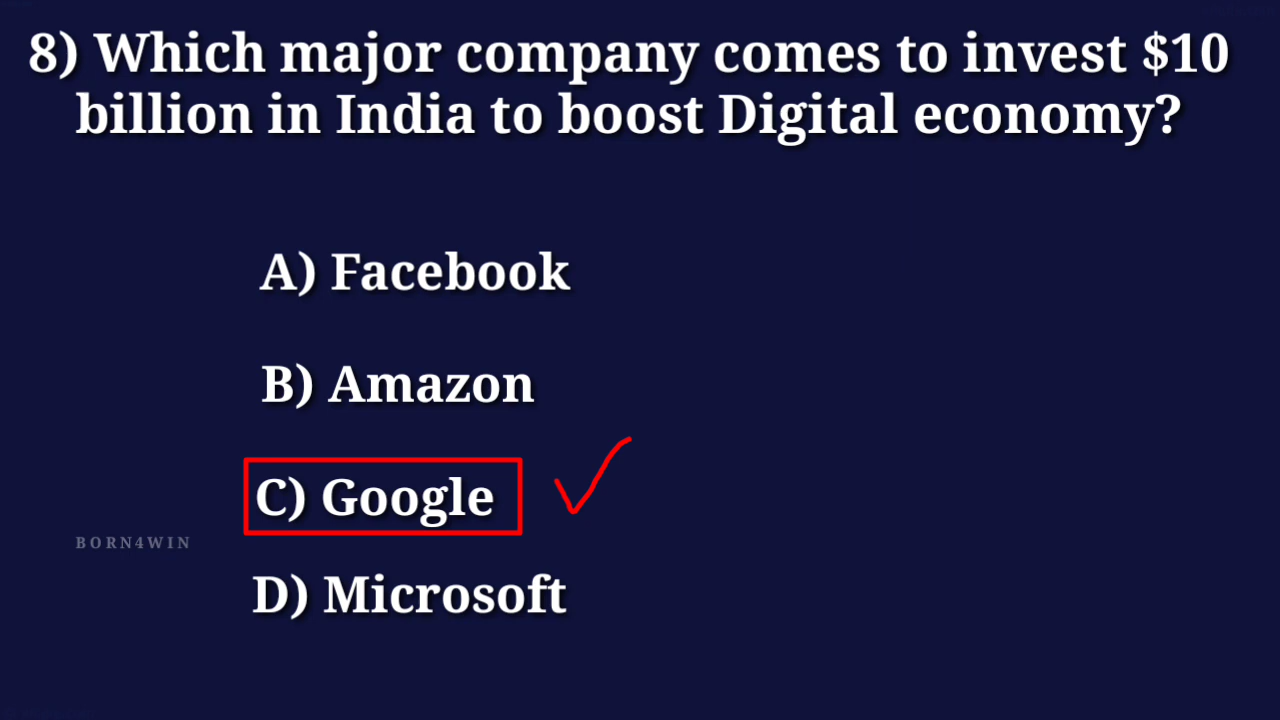 8) Which major company comes to invest $10
billion in India to boost Digital economy?
A) Facebook
B) Amazon
C) Google
BORN4WIN
D) Microsoft